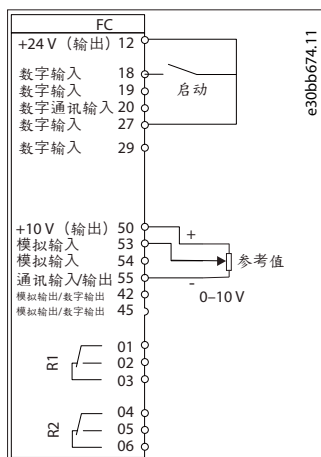 FC
+24 V（输出） 12
数字输入 18
数字输入 19
数字通讯输入 20
数字输入 27
数字输入 29
启动
e30bb674.11
+10 V（输出） 50
模拟输入 53
模拟输入 54
通讯输入/输出 55
模拟输出/数字输出 42
模拟输出/数字输出 45
+
参考值
-
0–10 V
R1
01
02
03
R2
04
05
06